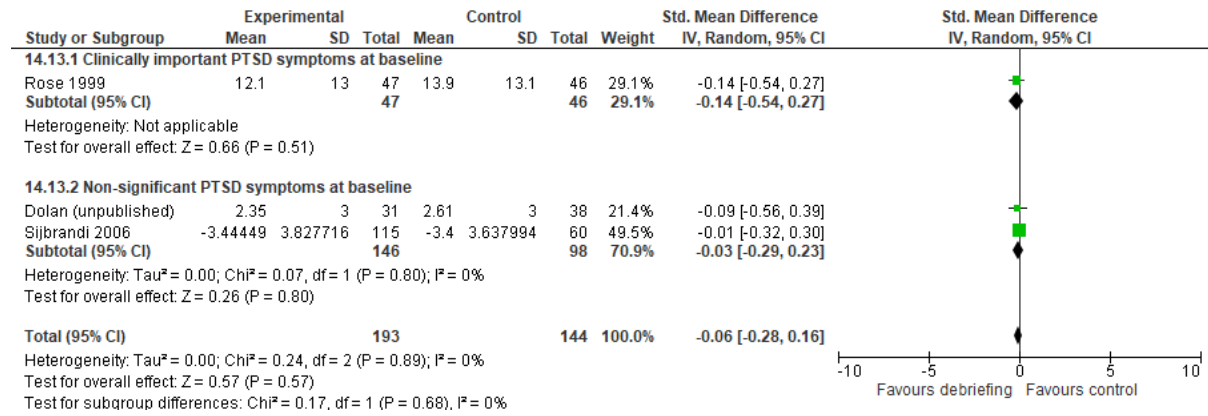 Experimental Control Std. Mean Difference Std. Mean Difference
Study or Subgroup Mean SD Total Mean SD Total Weight IV, Random, 95% CI IV, Random, 95% CI
14.13.1 Clinically important PTSD symptoms at baseline
Rose 1999 12.1 13 47 13.9 13.1 46 29.1% -0.14 [-0.54, 0.27]
Subtotal (95% CI) 47 46 29.1% -0.14 [-0.54, 0.27]
Heterogeneity: Not applicable
Test for overall effect: Z = 0.66 (P = 0.51)
14.13.2 Non-significant PTSD symptoms at baseline
Dolan (unpublished) 2.35 3 31 2.61 3 38 21.4% -0.09 [-0.56, 0.39]
Sijbrandi 2006 -3.44449 3.827716 115 -3.4 3.637994 60 49.5% -0.01 [-0.32, 0.30]
Subtotal (95% CI) 146 98 70.9% -0.03 [-0.29, 0.23]
Heterogeneity: Tau² = 0.00; Chi² = 0.07, df = 1 (P = 0.80); I² = 0%
Test for overall effect: Z = 0.26 (P = 0.80)
Total (95% CI) 193 144 100.0% -0.06 [-0.28, 0.16]
Heterogeneity: Tau² = 0.00; Chi² = 0.24, df = 2 (P = 0.89); I² = 0%
Test for overall effect: Z = 0.57 (P = 0.57)
Test for subgroup differences: Chi² = 0.17, df = 1 (P = 0.68), I² = 0%
-10 -5 0 5 10
Favours debriefing Favours control